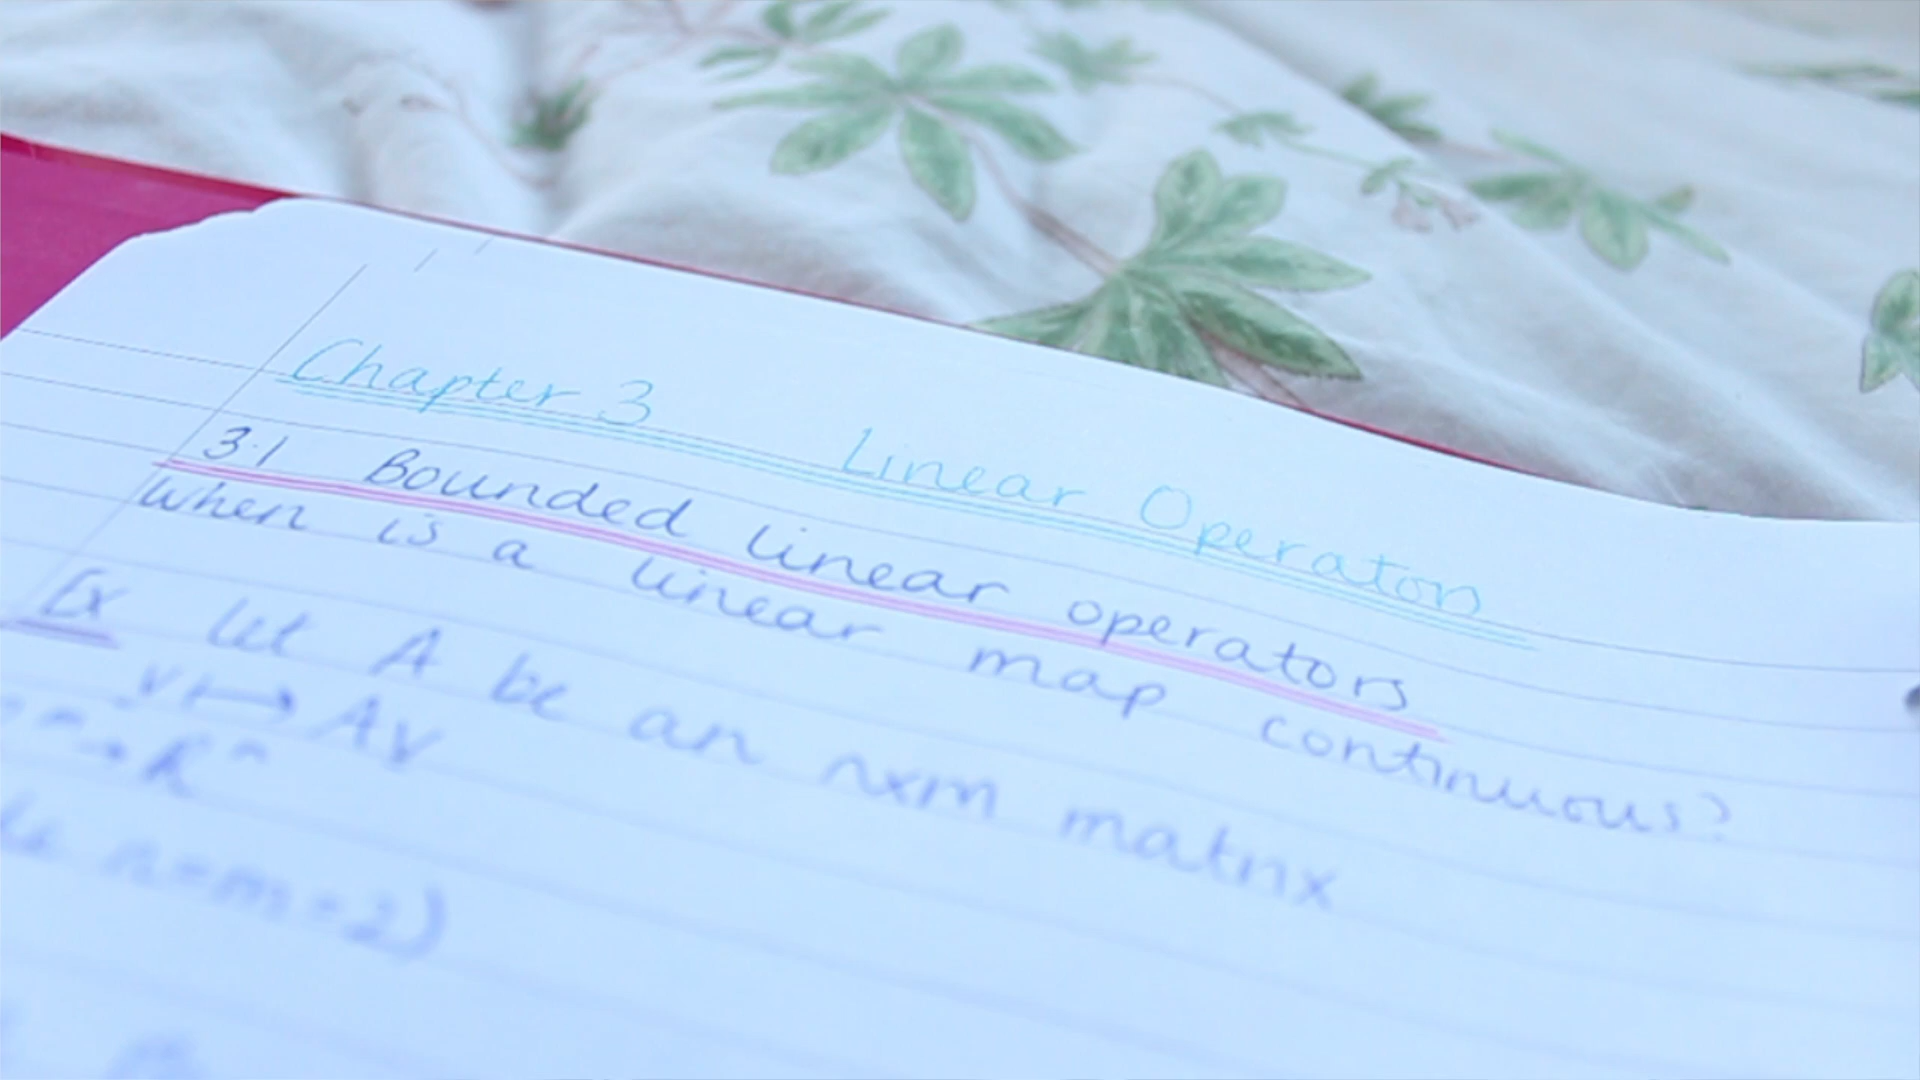 Chapter 3 Linear Operators
3.1 Bounded linear operators
When is a linear map continuous?
Ex let A be an nxm matrix
v ↦ Av
→ R^n
n=m=2)